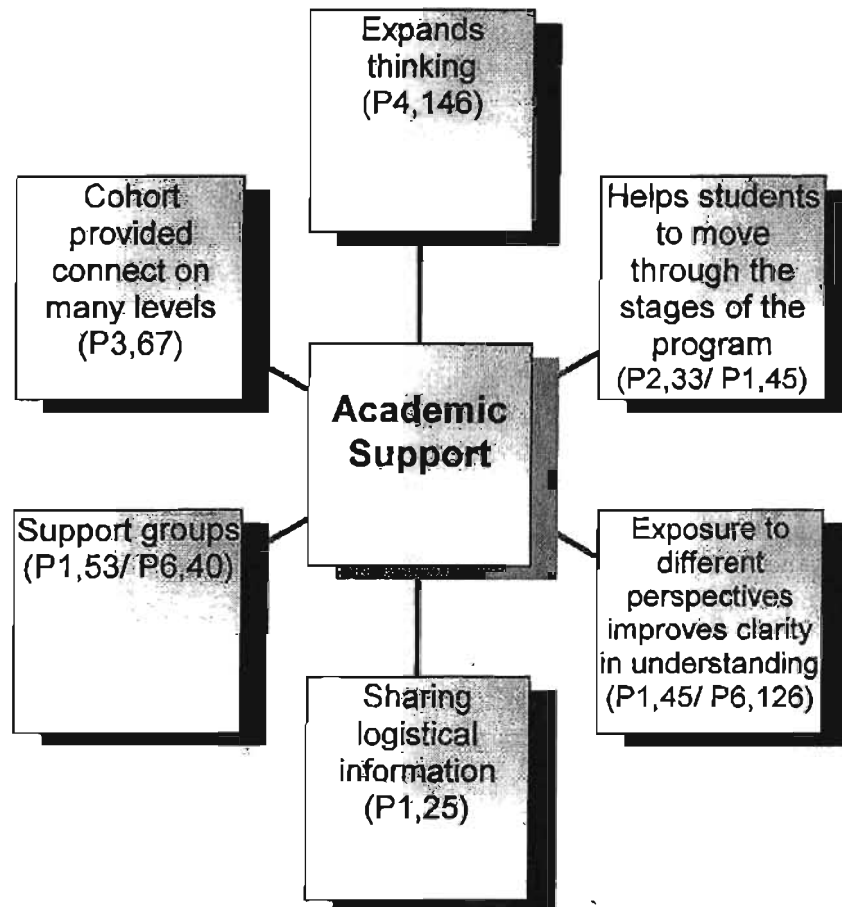 Expands
thinking
(P4,146)
Cohort
provided
connect on
many levels
(P3,67)
Helps students
to move
through the
stages of the
program
(P2,33/ P1,45)
Academic
Support
Support groups
(P1,53/ P6,40)
Exposure to
different
perspectives
improves clarity
in understanding
(P1,45/ P6,126)
Sharing
logistical
information
(P1,25)